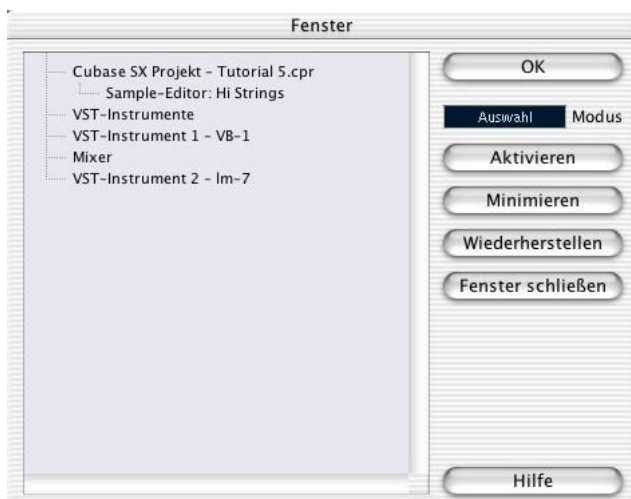 Fenster
Cubase SX Projekt – Tutorial 5.cpr
Sample-Editor: Hi Strings
VST-Instrumente
VST-Instrument 1 – VB-1
Mixer
VST-Instrument 2 – lm-7
OK
Auswahl Modus
Aktivieren
Minimieren
Wiederherstellen
Fenster schließen
Hilfe